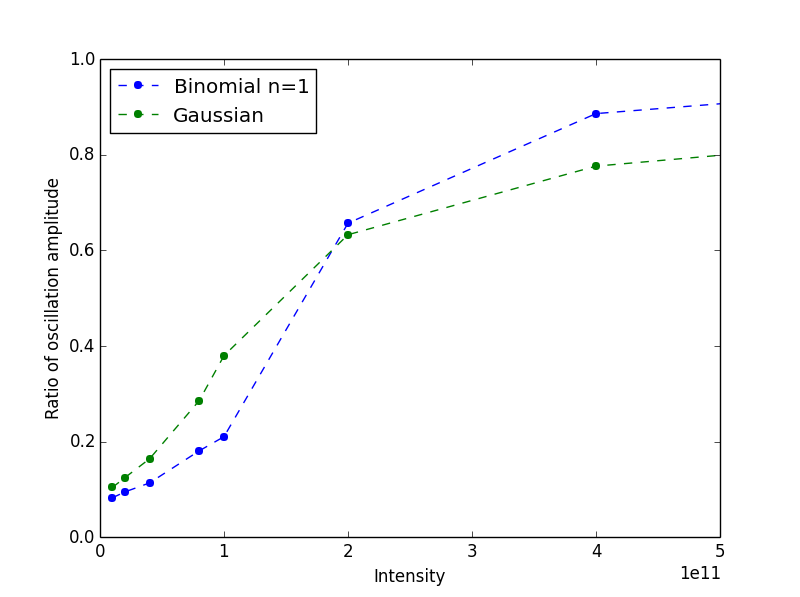 1.0
0.8
0.6
0.4
0.2
0.0
Ratio of oscillation amplitude
Binomial n=1
Gaussian
0 1 2 3 4 5
1e11
Intensity